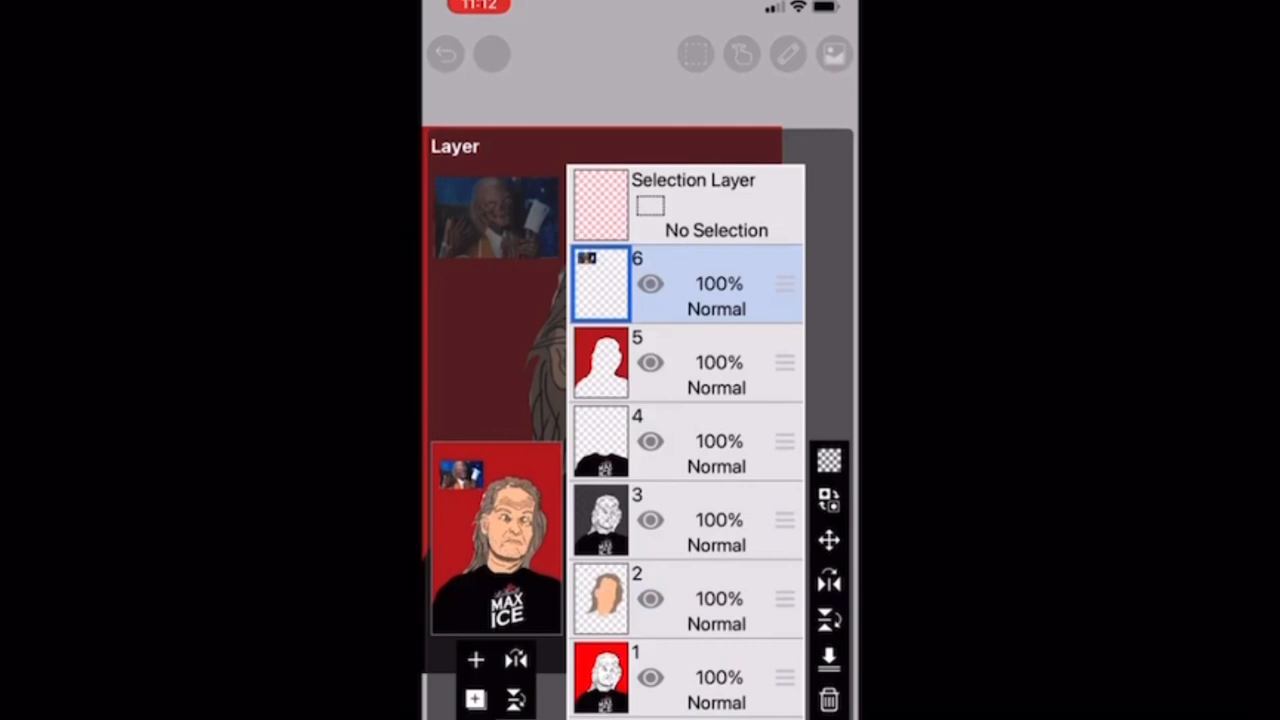 11:12
Layer
Selection Layer
No Selection
6
100%
Normal
5
100%
Normal
4
100%
Normal
3
100%
Normal
2
100%
Normal
1
100%
Normal
MAX
ICE